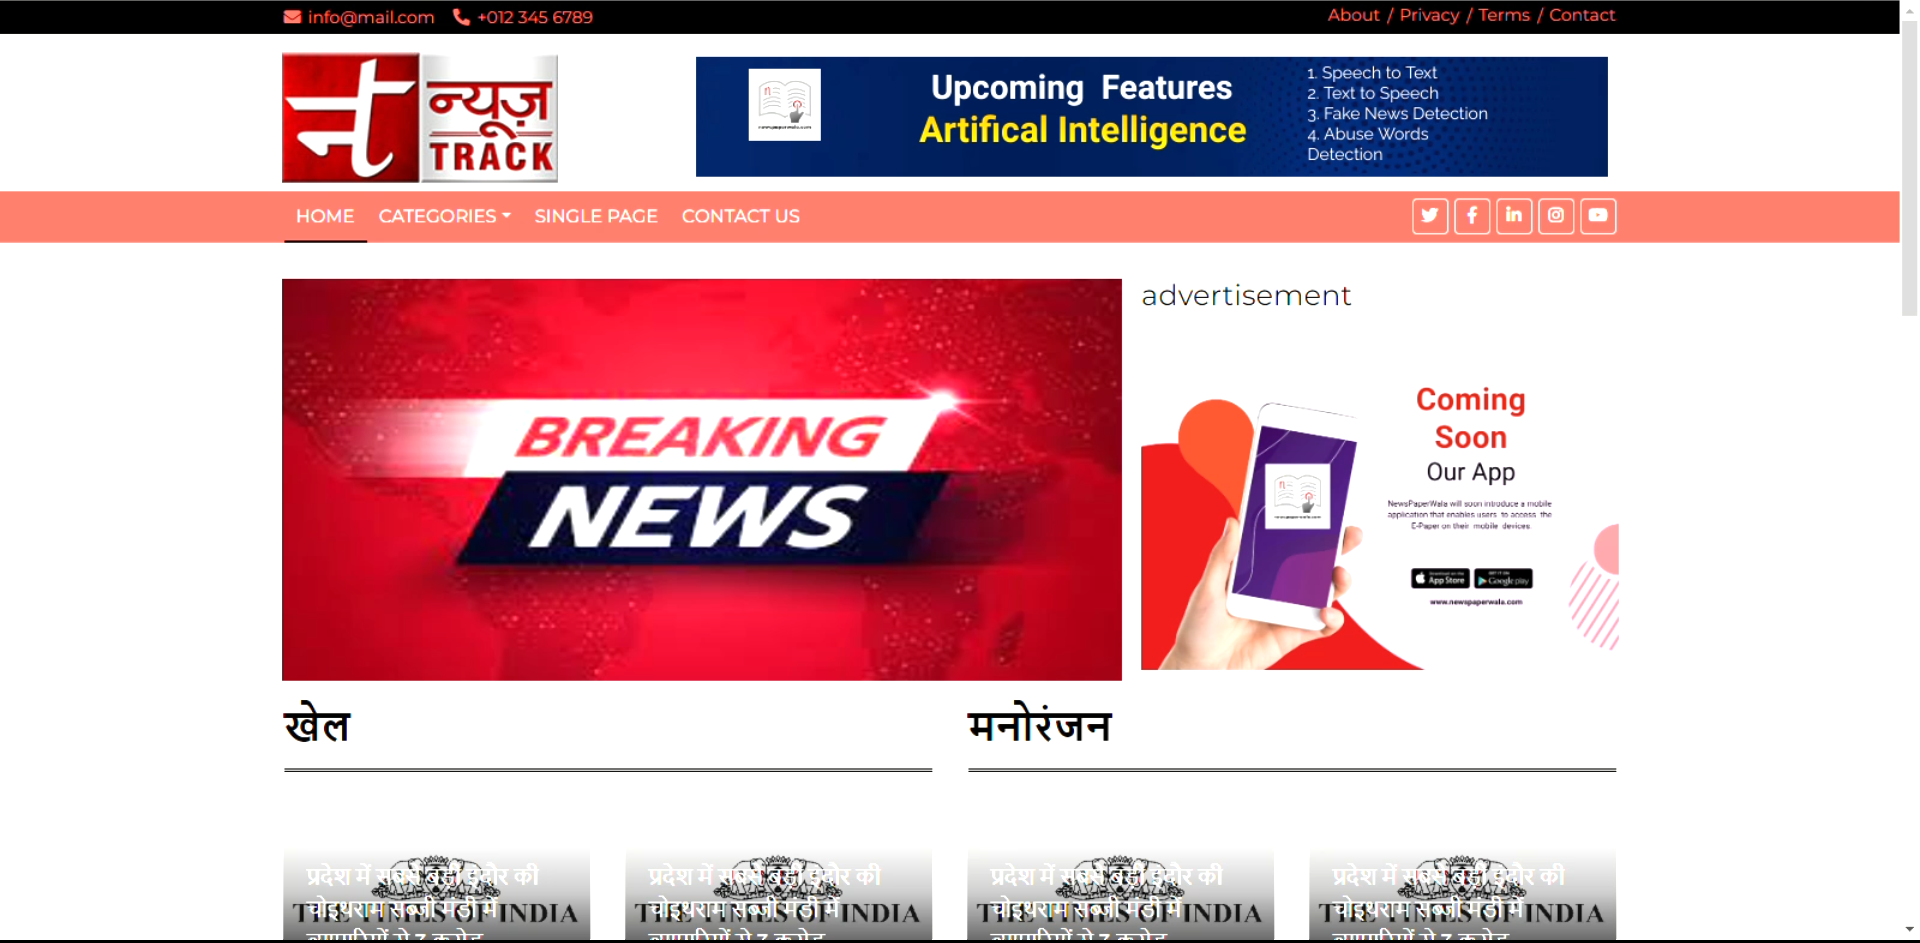 info@mail.com +012 345 6789
About / Privacy / Terms / Contact
न्यूज़
TRACK
Upcoming Features
Artifical Intelligence
1. Speech to Text
2. Text to Speech
3. Fake News Detection
4. Abuse Words
Detection
HOME CATEGORIES SINGLE PAGE CONTACT US
BREAKING
NEWS
advertisement
Coming
Soon
Our App
NewsPaperWala will soon introduce a mobile
application that enables users to access the
E-Paper on their mobile devices.
App Store Google play
www.newspaperwala.com
खेल
मनोरंजन
प्रदेश में सबसे बड़ी इंदौर की
चोइथराम सब्जी मंडी में
THE TIMES OF INDIA
प्रदेश में सबसे बड़ी इंदौर की
चोइथराम सब्जी मंडी में
THE TIMES OF INDIA
प्रदेश में सबसे बड़ी इंदौर की
चोइथराम सब्जी मंडी में
THE TIMES OF INDIA
प्रदेश में सबसे बड़ी इंदौर की
चोइथराम सब्जी मंडी में
THE TIMES OF INDIA